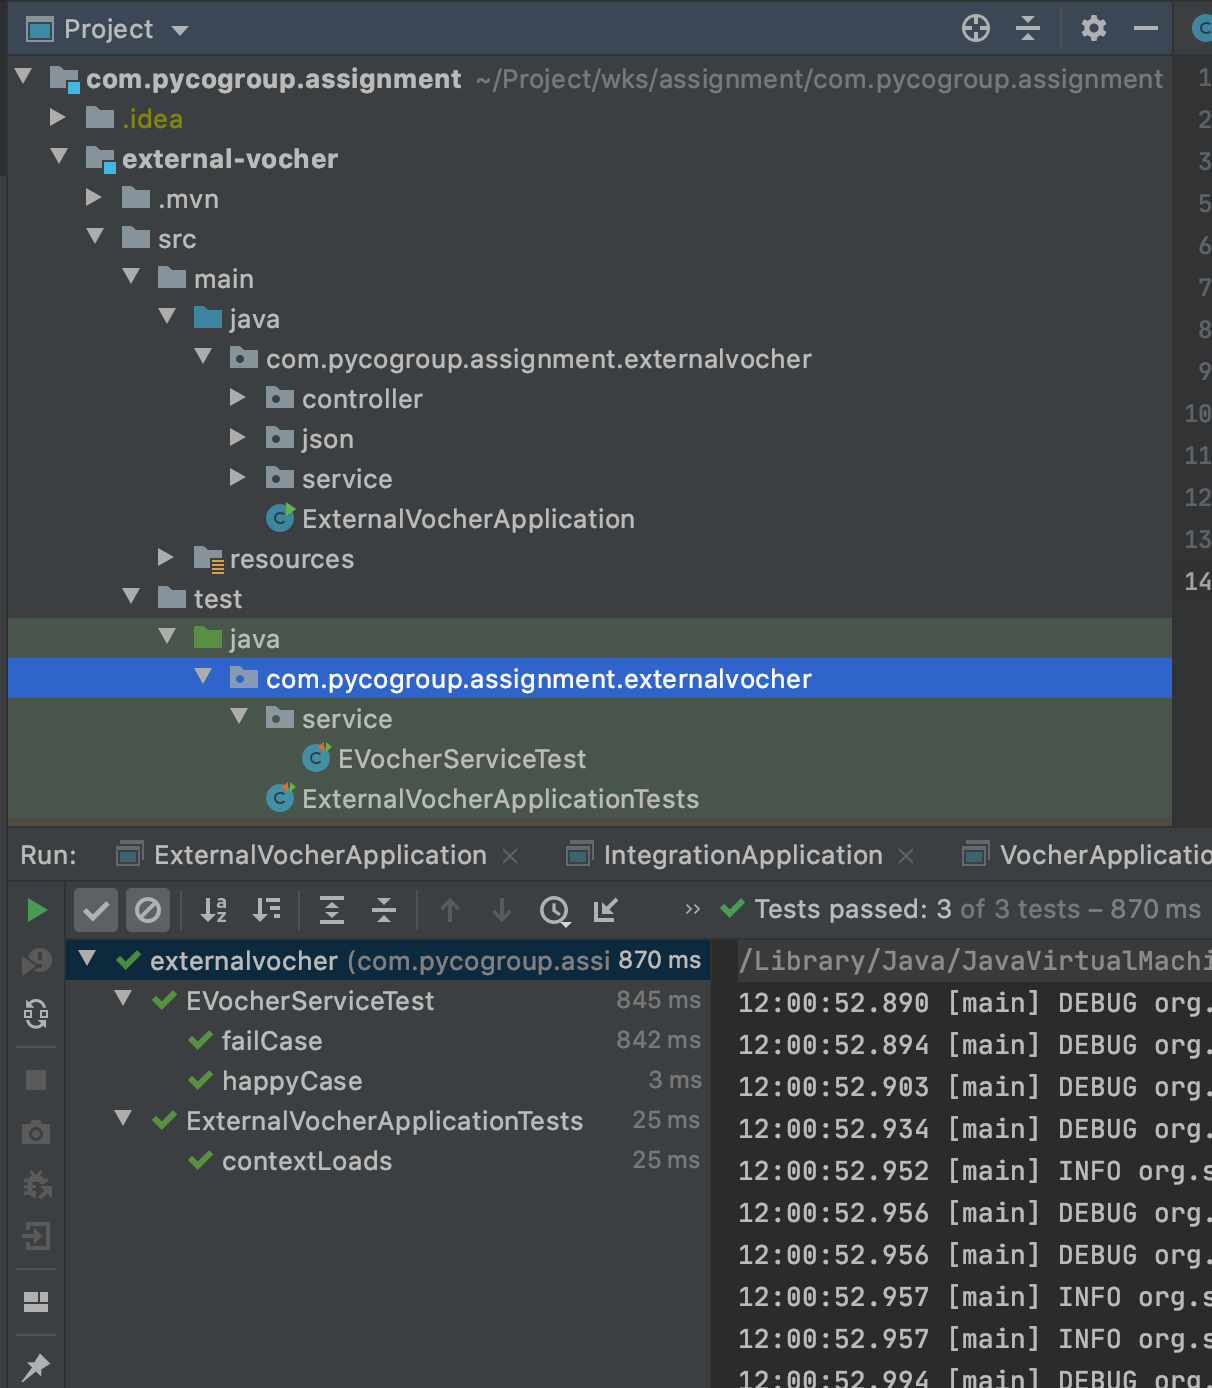 Project
com.pycogroup.assignment ~/Project/wks/assignment/com.pycogroup.assignment
.idea
external-vocher
.mvn
src
main
java
com.pycogroup.assignment.externalvocher
controller
json
service
ExternalVocherApplication
resources
test
java
com.pycogroup.assignment.externalvocher
service
EVocherServiceTest
ExternalVocherApplicationTests
1
2
3
5
6
7
8
9
10
11
12
13
14
Run: ExternalVocherApplication IntegrationApplication VocherApplicatio
Tests passed: 3 of 3 tests – 870 ms
externalvocher (com.pycogroup.assi 870 ms
EVocherServiceTest 845 ms
failCase 842 ms
happyCase 3 ms
ExternalVocherApplicationTests 25 ms
contextLoads 25 ms
/Library/Java/JavaVirtualMachi
12:00:52.890 [main] DEBUG org.
12:00:52.894 [main] DEBUG org.
12:00:52.903 [main] DEBUG org.
12:00:52.934 [main] DEBUG org.
12:00:52.952 [main] INFO org.s
12:00:52.956 [main] DEBUG org.
12:00:52.956 [main] DEBUG org.
12:00:52.957 [main] INFO org.s
12:00:52.957 [main] INFO org.s
12:00:52.994 [main] DEBUG org.